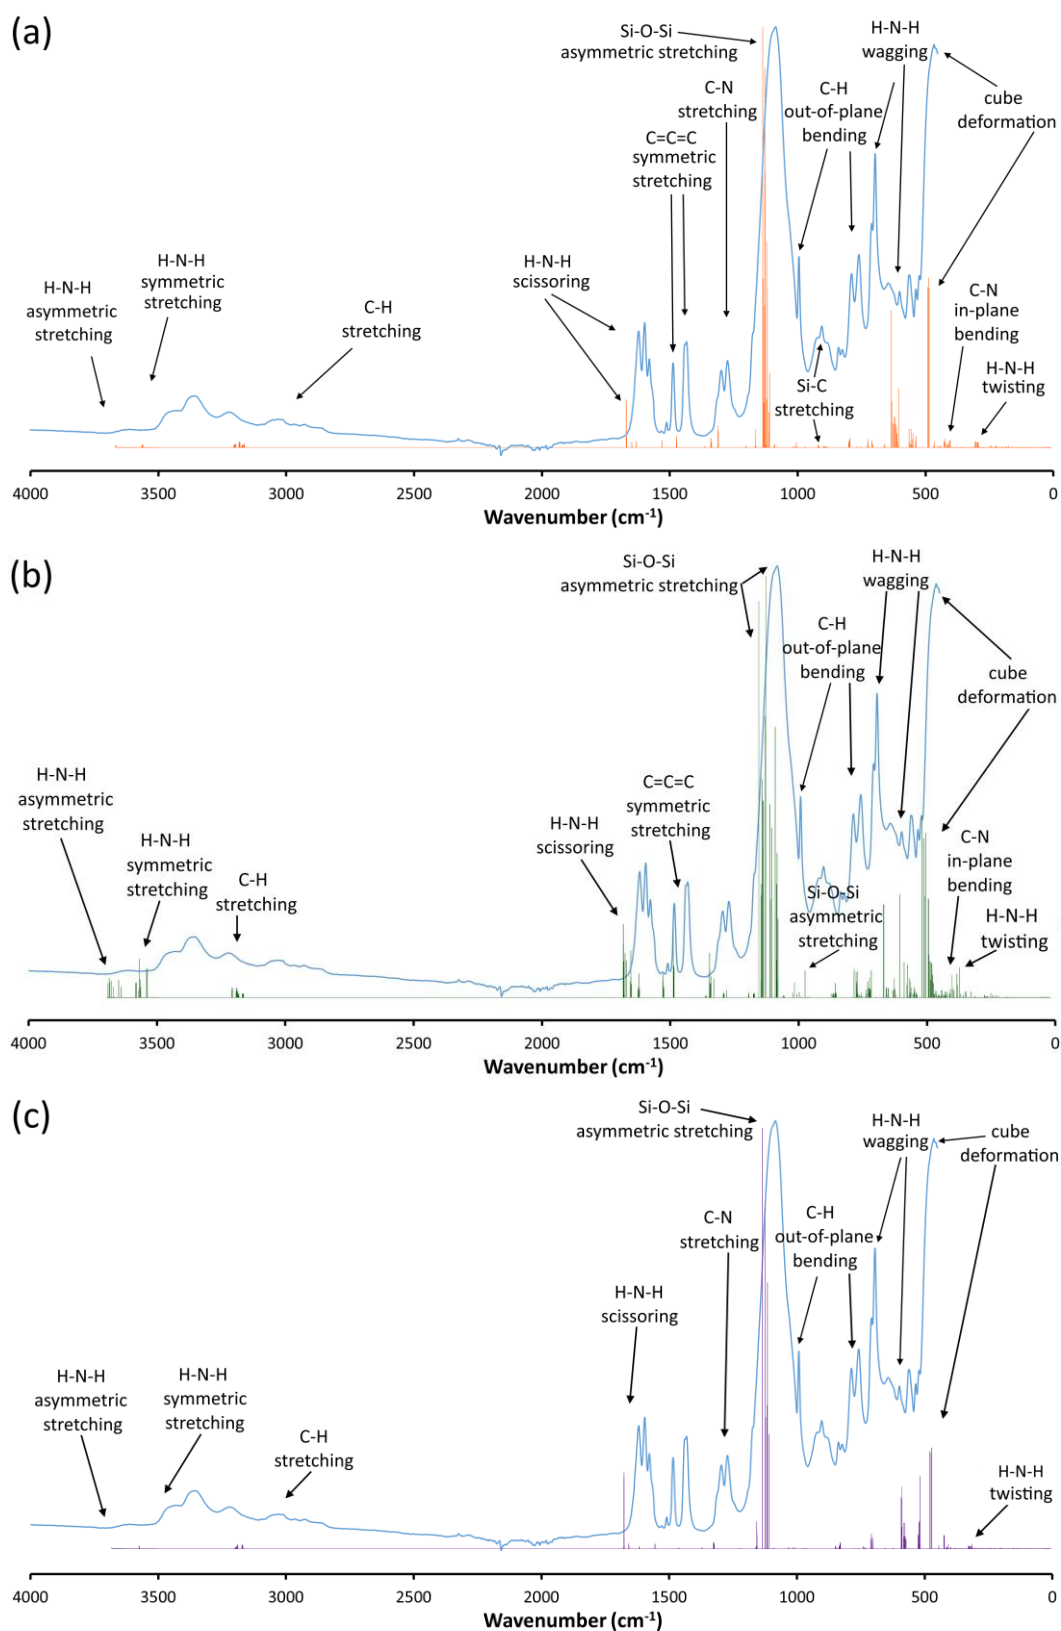 (a)
Si-O-Si
asymmetric stretching
H-N-H
wagging
C-N
stretching
C-H
out-of-plane
bending
cube
deformation
C=C=C
symmetric
stretching
H-N-H
asymmetric
stretching
H-N-H
symmetric
stretching
C-H
stretching
H-N-H
scissoring
Si-C
stretching
C-N
in-plane
bending
H-N-H
twisting
4000 3500 3000 2500 2000 1500 1000 500 0
Wavenumber (cm⁻¹)
(b)
Si-O-Si
asymmetric stretching
H-N-H
wagging
C-H
out-of-plane
bending
cube
deformation
H-N-H
asymmetric
stretching
H-N-H
symmetric
stretching
C-H
stretching
H-N-H
scissoring
C=C=C
symmetric
stretching
Si-O-Si
asymmetric
stretching
C-N
in-plane
bending
H-N-H
twisting
4000 3500 3000 2500 2000 1500 1000 500 0
Wavenumber (cm⁻¹)
(c)
Si-O-Si
asymmetric stretching
H-N-H
wagging
cube
deformation
C-N
stretching
C-H
out-of-plane
bending
H-N-H
scissoring
H-N-H
asymmetric
stretching
H-N-H
symmetric
stretching
C-H
stretching
H-N-H
twisting
4000 3500 3000 2500 2000 1500 1000 500 0
Wavenumber (cm⁻¹)